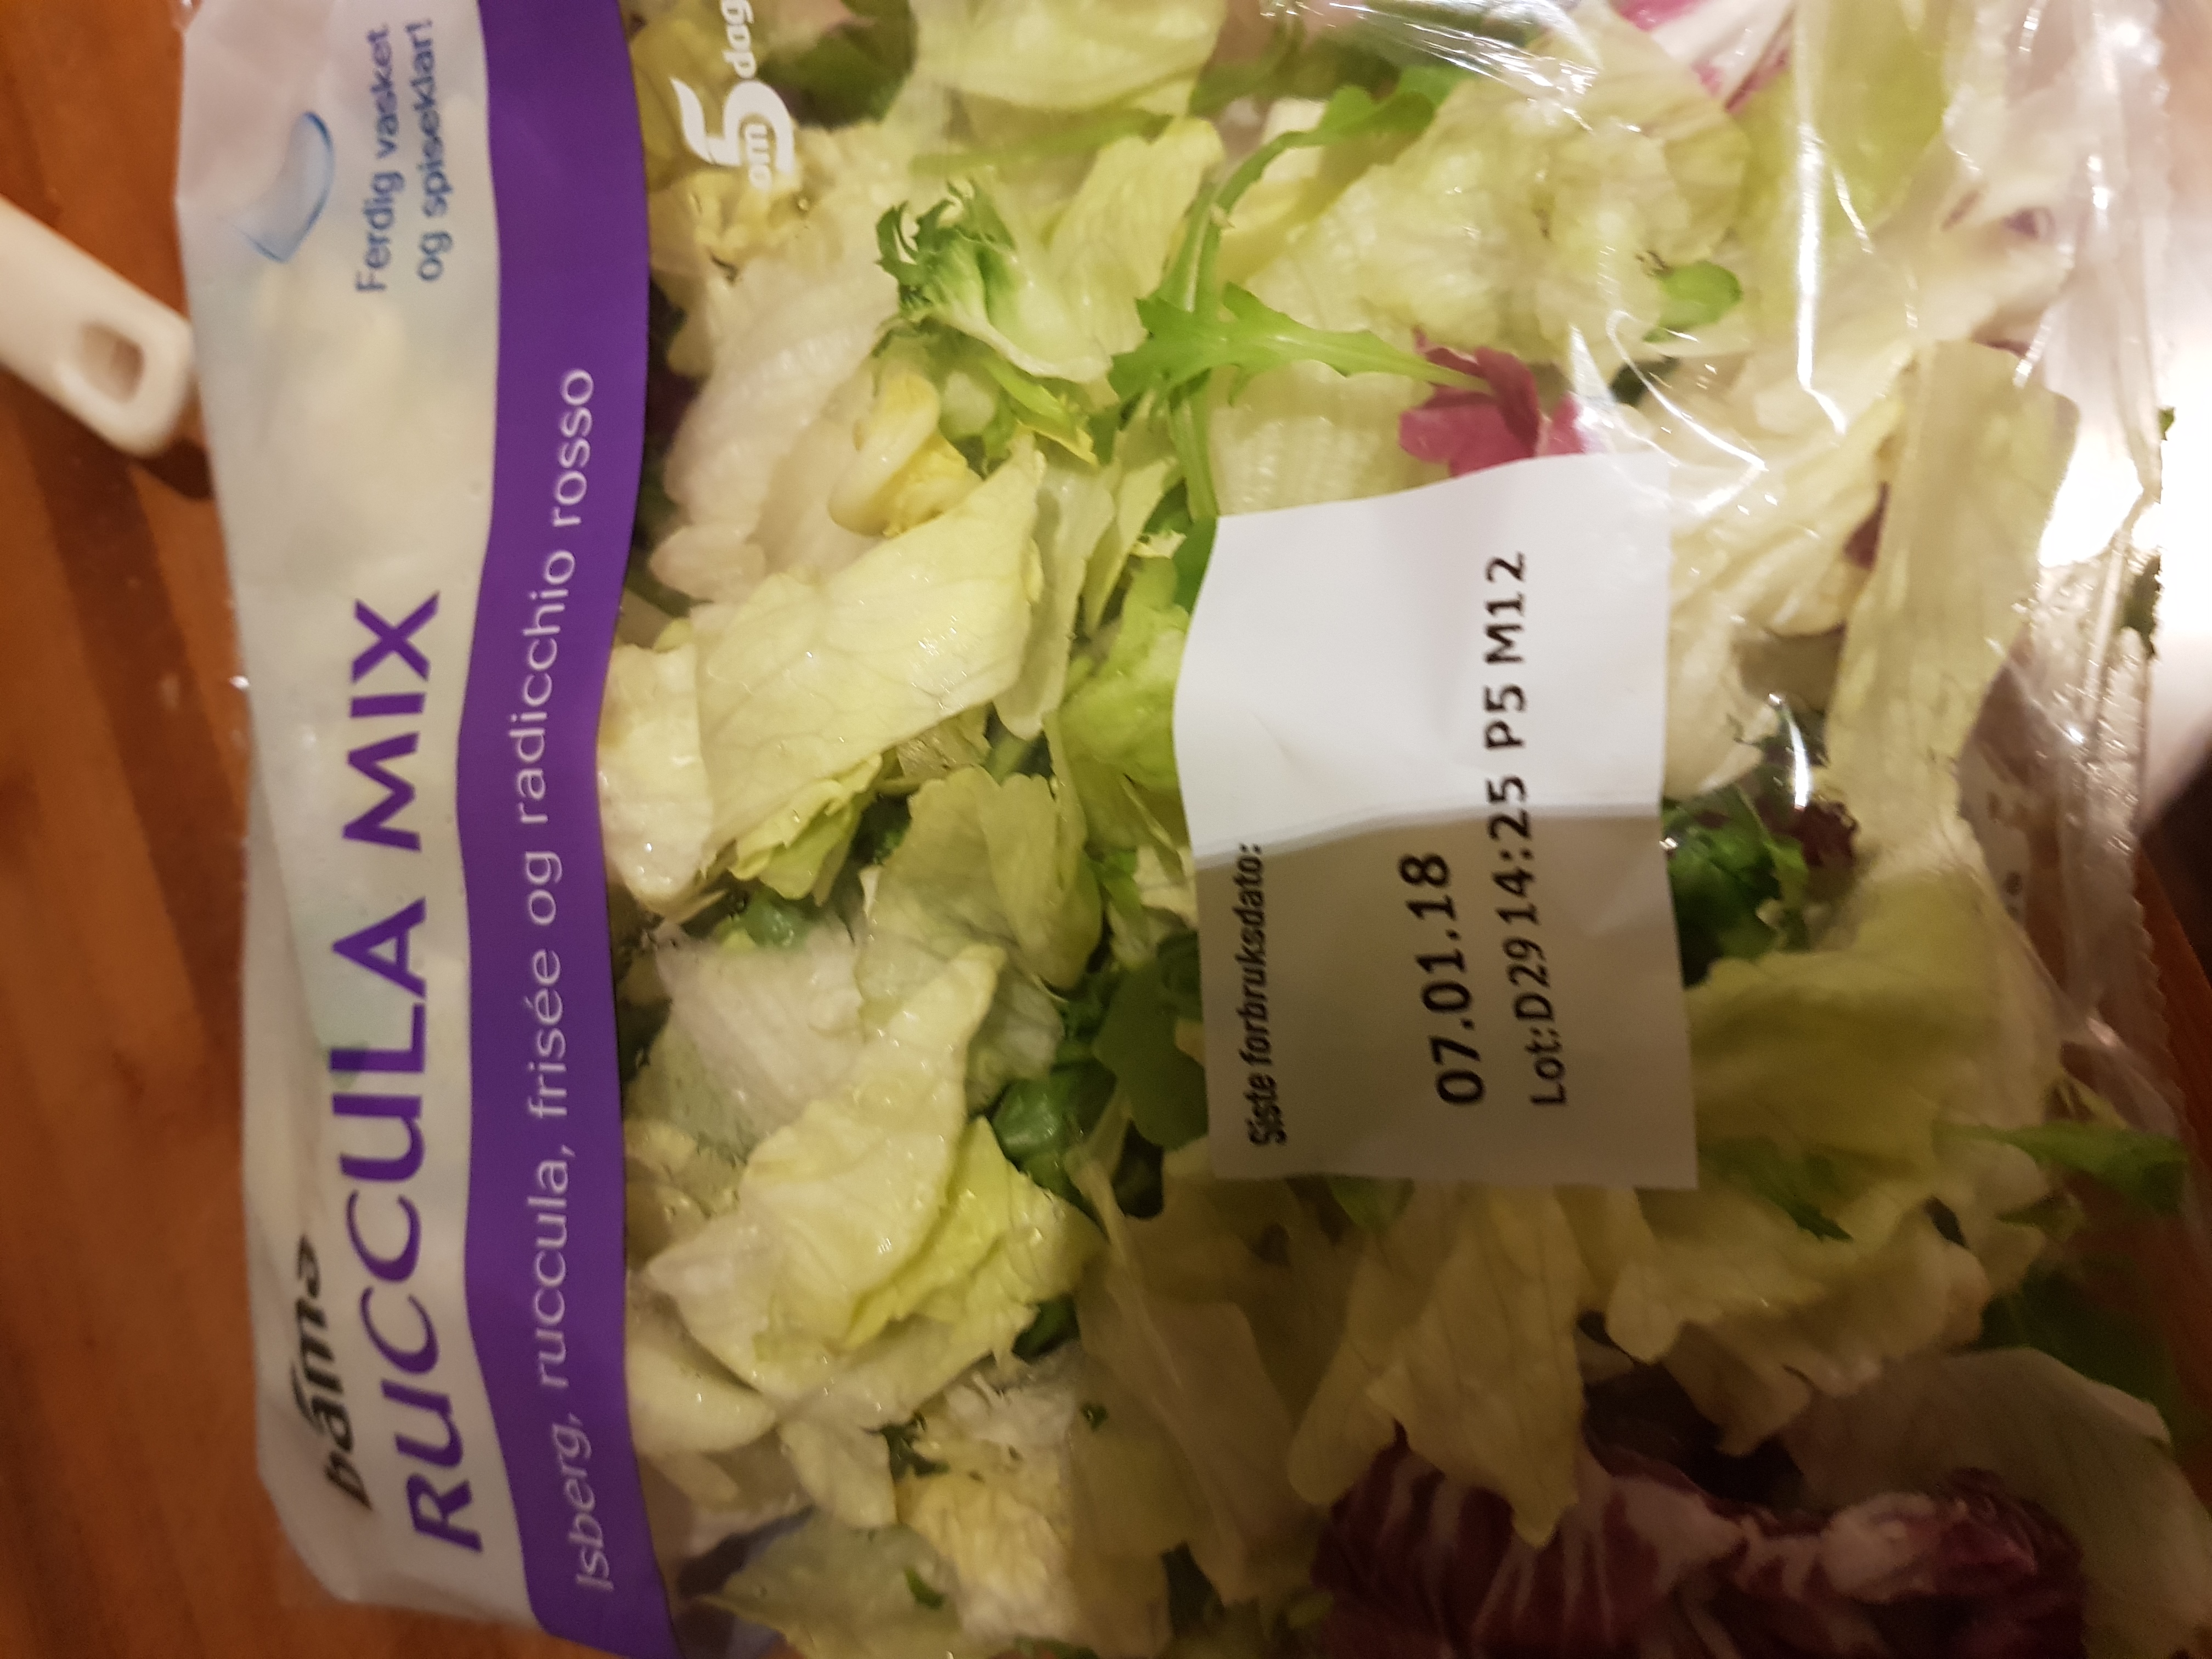 bama
RUCCULA MIX
Isberg, ruccula, frisée og radicchio rosso
Ferdig vasket
og spiseklar!
5
om dag
Siste forbruksdato:
07.01.18
Lot:D29 14:25 P5 M12